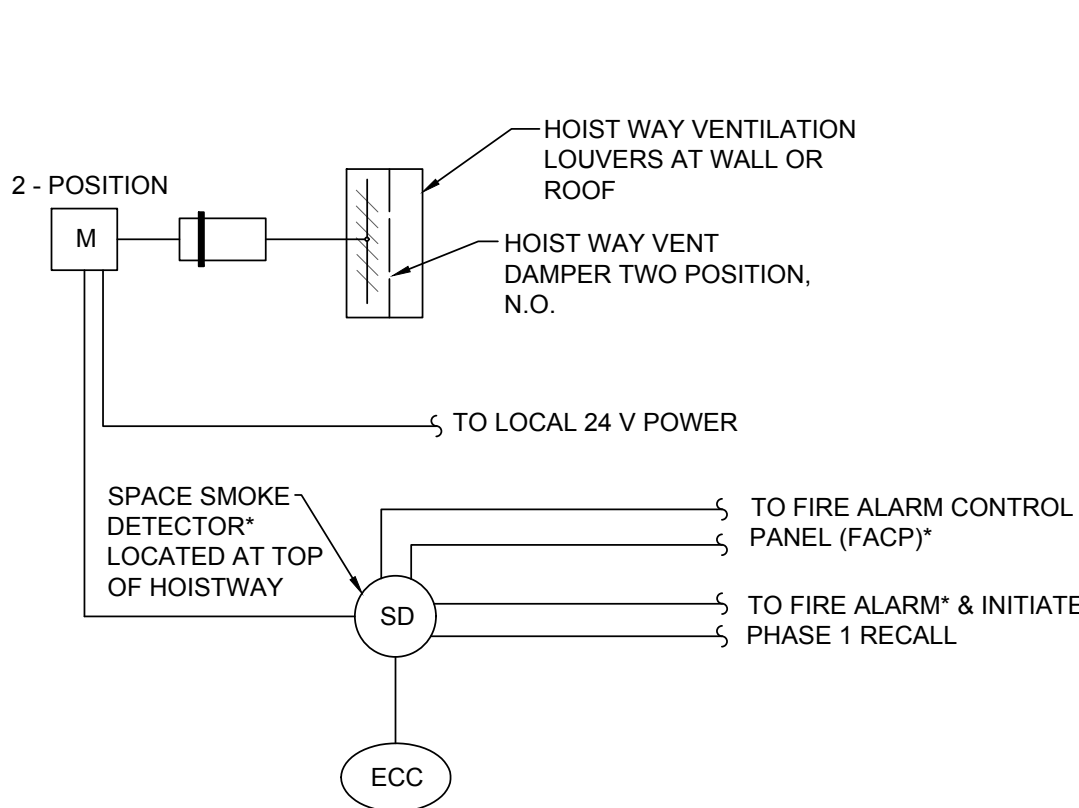 HOIST WAY VENTILATION
LOUVERS AT WALL OR
ROOF
2 - POSITION
M
HOIST WAY VENT
DAMPER TWO POSITION,
N.O.
TO LOCAL 24 V POWER
SPACE SMOKE
DETECTOR*
LOCATED AT TOP
OF HOISTWAY
TO FIRE ALARM CONTROL
PANEL (FACP)*
TO FIRE ALARM* & INITIATE
PHASE 1 RECALL
SD
ECC